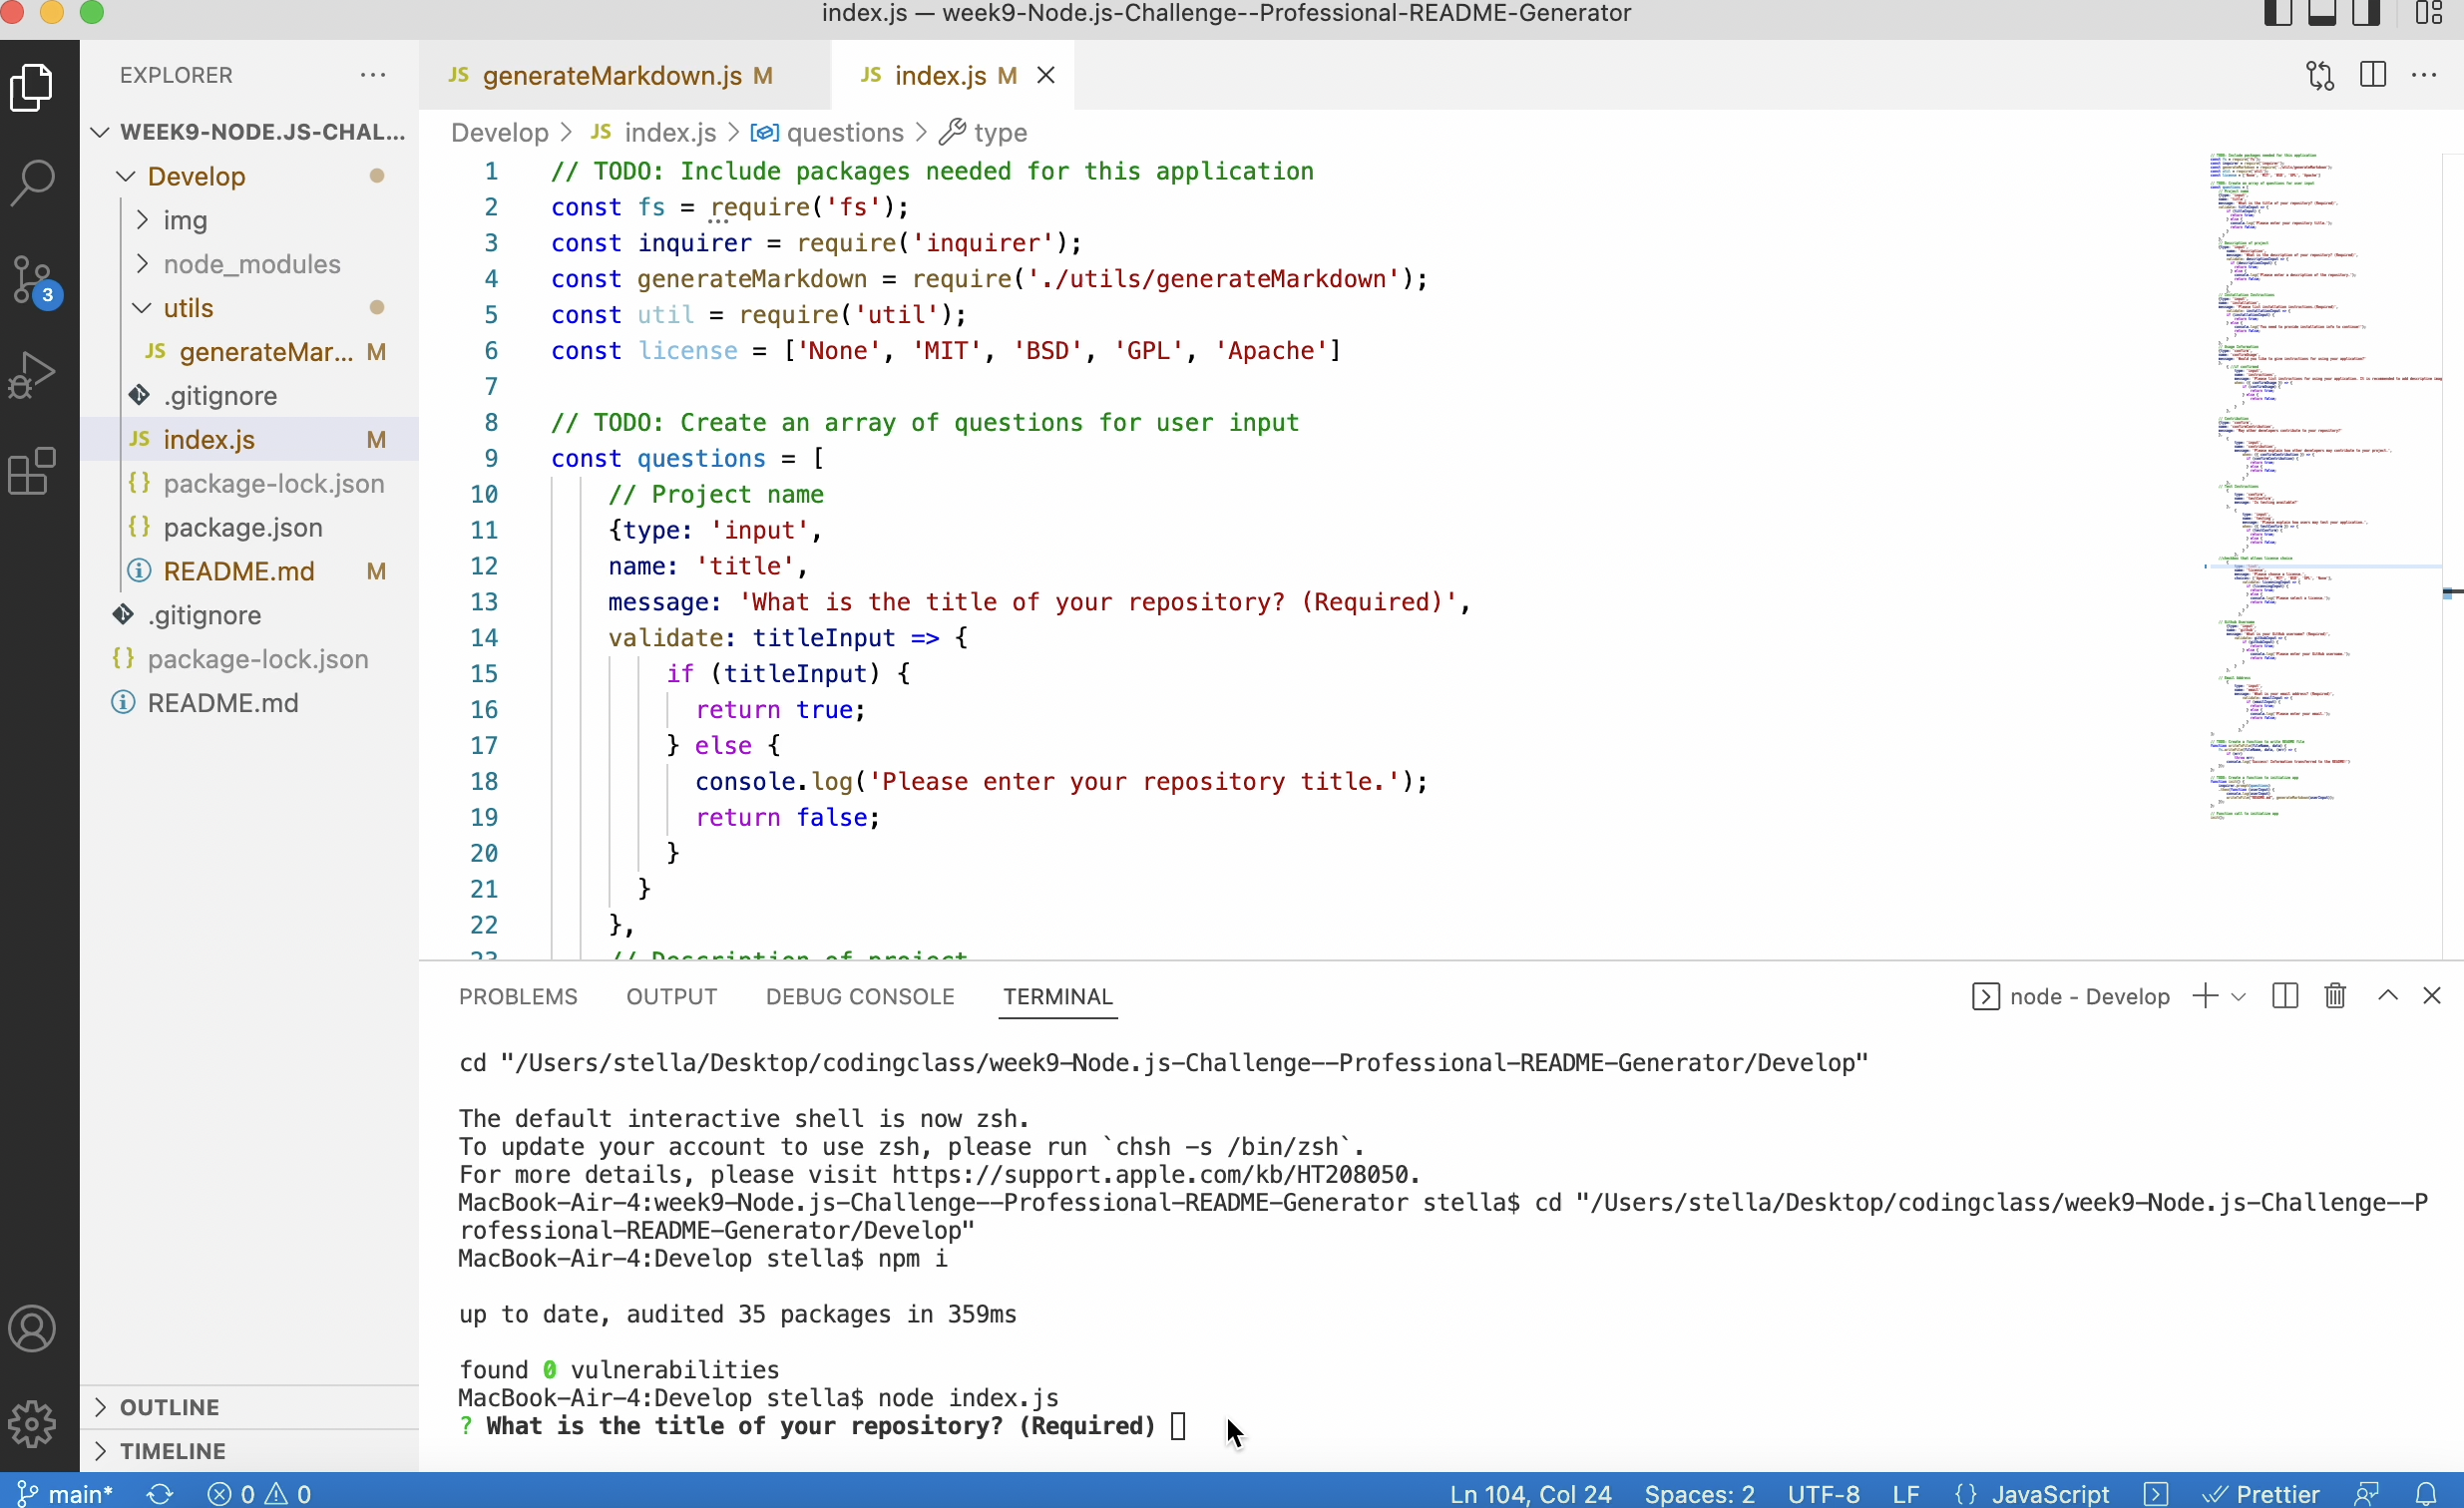 index.js — week9-Node.js-Challenge--Professional-README-Generator
EXPLORER
JS generateMarkdown.js M
JS index.js M
WEEK9-NODE.JS-CHAL...
Develop > JS index.js > questions > type
Develop
img
node_modules
utils
JS generateMar... M
.gitignore
JS index.js M
{} package-lock.json
{} package.json
README.md M
.gitignore
{} package-lock.json
README.md
3
OUTLINE
TIMELINE
1 // TODO: Include packages needed for this application
2 const fs = require('fs');
3 const inquirer = require('inquirer');
4 const generateMarkdown = require('./utils/generateMarkdown');
5 const util = require('util');
6 const license = ['None', 'MIT', 'BSD', 'GPL', 'Apache']
7
8 // TODO: Create an array of questions for user input
9 const questions = [
10 // Project name
11 {type: 'input',
12 name: 'title',
13 message: 'What is the title of your repository? (Required)',
14 validate: titleInput => {
15 if (titleInput) {
16 return true;
17 } else {
18 console.log('Please enter your repository title.');
19 return false;
20 }
21 }
22 },
23 // Description of project
PROBLEMS OUTPUT DEBUG CONSOLE TERMINAL
node - Develop
cd "/Users/stella/Desktop/codingclass/week9-Node.js-Challenge--Professional-README-Generator/Develop"
The default interactive shell is now zsh.
To update your account to use zsh, please run `chsh -s /bin/zsh`.
For more details, please visit https://support.apple.com/kb/HT208050.
MacBook-Air-4:week9-Node.js-Challenge--Professional-README-Generator stella$ cd "/Users/stella/Desktop/codingclass/week9-Node.js-Challenge--P
rofessional-README-Generator/Develop"
MacBook-Air-4:Develop stella$ npm i
up to date, audited 35 packages in 359ms
found 0 vulnerabilities
MacBook-Air-4:Develop stella$ node index.js
? What is the title of your repository? (Required)
main* 0 0
Ln 104, Col 24 Spaces: 2 UTF-8 LF {} JavaScript Prettier